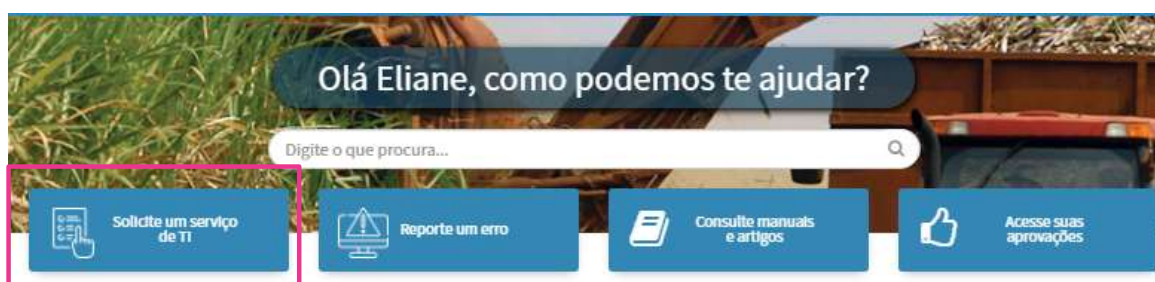 Olá Eliane, como podemos te ajudar?
Digite o que procura...
Solicite um serviço
de TI
Reporte um erro
Consulte manuais
e artigos
Acesse suas
aprovações